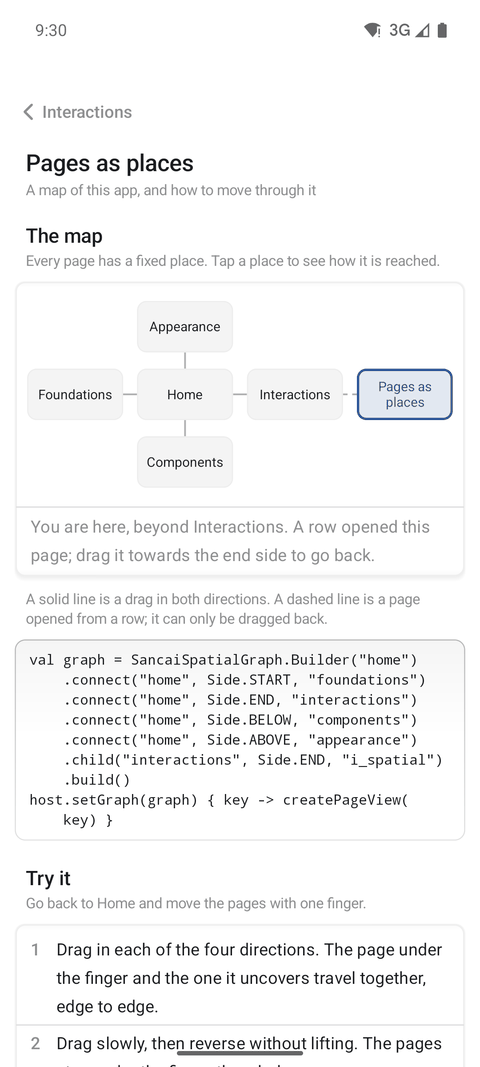 9:30
3G
Interactions
Pages as places
A map of this app, and how to move through it
The map
Every page has a fixed place. Tap a place to see how it is reached.
Appearance
Foundations
Home
Interactions
Pages as
places
Components
You are here, beyond Interactions. A row opened this
page; drag it towards the end side to go back.
A solid line is a drag in both directions. A dashed line is a page
opened from a row; it can only be dragged back.
val graph = SancaiSpatialGraph.Builder("home")
    .connect("home", Side.START, "foundations")
    .connect("home", Side.END, "interactions")
    .connect("home", Side.BELOW, "components")
    .connect("home", Side.ABOVE, "appearance")
    .child("interactions", Side.END, "i_spatial")
    .build()
host.setGraph(graph) { key -> createPageView(
    key) }
Try it
Go back to Home and move the pages with one finger.
1 Drag in each of the four directions. The page under
the finger and the one it uncovers travel together,
edge to edge.
2 Drag slowly, then reverse without lifting. The pages